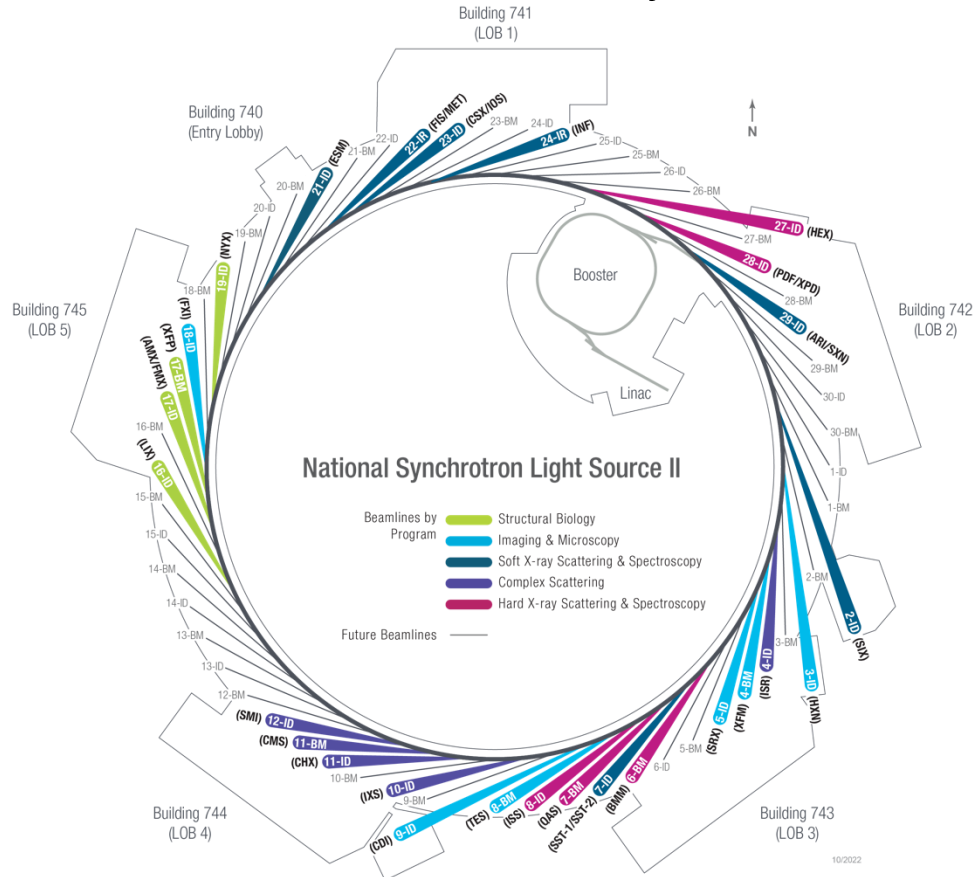 Building 741
(LOB 1)
Building 740
(Entry Lobby)
N
Building 745
(LOB 5)
Building 742
(LOB 2)
Building 744
(LOB 4)
Building 743
(LOB 3)
Booster
Linac
National Synchrotron Light Source II
Beamlines by
Program
Structural Biology
Imaging & Microscopy
Soft X-ray Scattering & Spectroscopy
Complex Scattering
Hard X-ray Scattering & Spectroscopy
Future Beamlines
22-IR (FIS/MET)
23-ID (CSX/IOS)
23-BM
24-ID
24-IR (INF)
25-ID
25-BM
26-ID
26-BM
27-ID (HEX)
27-BM
28-ID (PDF/XPD)
28-BM
29-ID (ARI/SXN)
29-BM
30-ID
30-BM
1-ID
1-BM
2-ID (SIX)
2-BM
3-ID (HXN)
3-BM
4-ID (ISR)
4-BM (XFM)
5-ID (SRX)
5-BM
6-ID
6-BM (BMM)
7-ID (SST-1/SST-2)
7-BM (QAS)
8-ID (ISS)
8-BM (TES)
9-ID (CDI)
9-BM
10-ID (IXS)
10-BM
11-ID (CHX)
11-BM (CMS)
12-ID (SMI)
12-BM
13-ID
13-BM
14-ID
14-BM
15-ID
15-BM
16-ID (LIX)
16-BM
17-ID (AMX/FMX)
17-BM (XFP)
18-ID (FXI)
18-BM
19-ID (NYX)
19-BM
20-ID
20-BM
21-ID (ESM)
21-BM
22-ID
10/2022